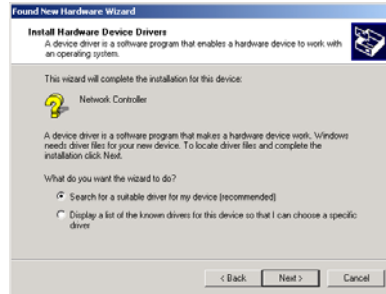 Found New Hardware Wizard
Install Hardware Device Drivers
A device driver is a software program that enables a hardware device to work with
an operating system.
This wizard will complete the installation for this device:
Network Controller
A device driver is a software program that makes a hardware device work. Windows
needs driver files for your new device. To locate driver files and complete the
installation click Next.
What do you want the wizard to do?
Search for a suitable driver for my device (recommended)
Display a list of the known drivers for this device so that I can choose a specific
driver
< Back Next > Cancel